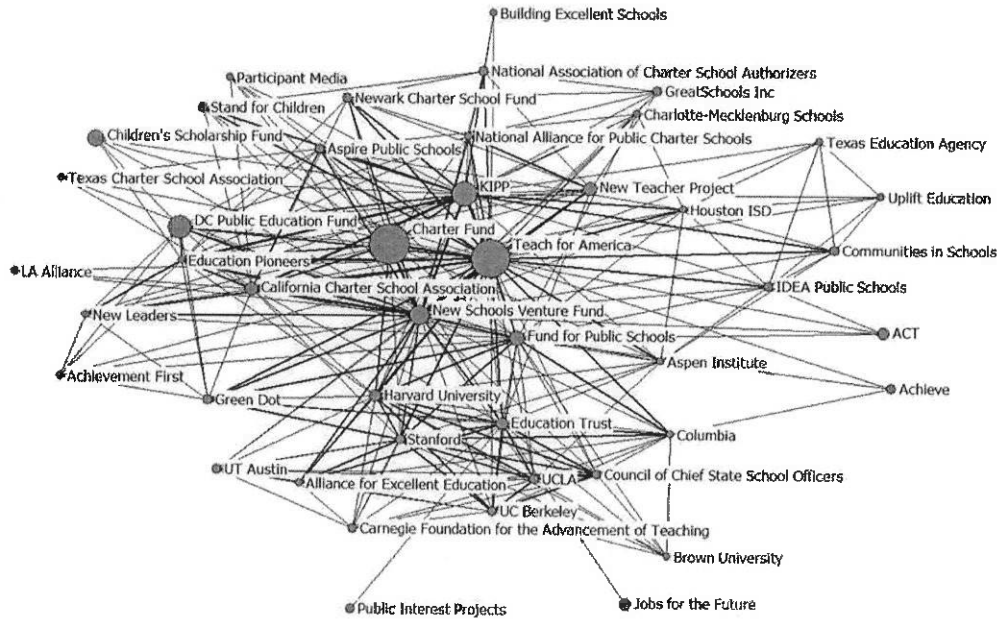 Building Excellent Schools
National Association of Charter School Authorizers
Participant Media
GreatSchools Inc
Newark Charter School Fund
Stand for Children
Charlotte-Mecklenburg Schools
Children's Scholarship Fund
National Alliance for Public Charter Schools
Texas Education Agency
Aspire Public Schools
Texas Charter School Association
KIPP
New Teacher Project
Uplift Education
Houston ISD
DC Public Education Fund
Charter Fund
Teach for America
Communities in Schools
Education Pioneers
LA Alliance
California Charter School Association
IDEA Public Schools
New Schools Venture Fund
New Leaders
Fund for Public Schools
ACT
Aspen Institute
Achievement First
Achieve
Green Dot
Harvard University
Education Trust
Columbia
Stanford
UT Austin
Council of Chief State School Officers
UCLA
Alliance for Excellent Education
UC Berkeley
Carnegie Foundation for the Advancement of Teaching
Brown University
Public Interest Projects
Jobs for the Future